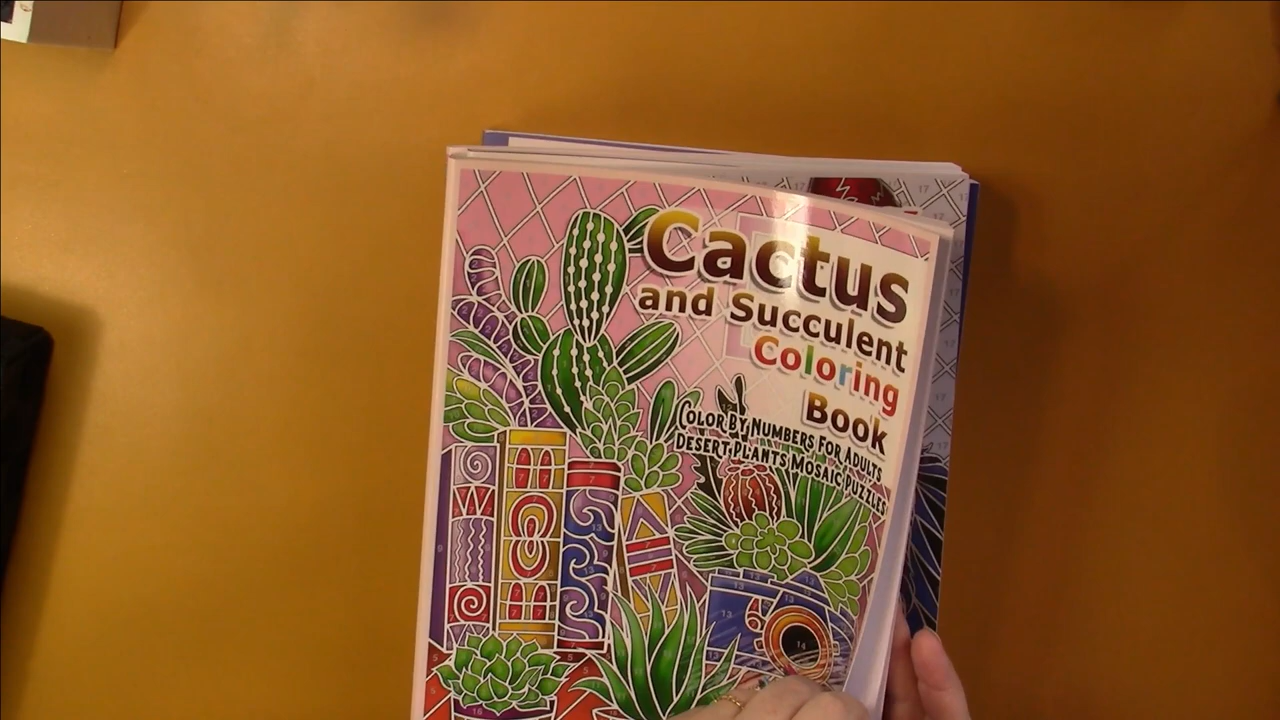 Cactus
and Succulent
Coloring
Book
COLOR BY NUMBERS FOR ADULTS
DESERT PLANTS MOSAIC PUZZLES